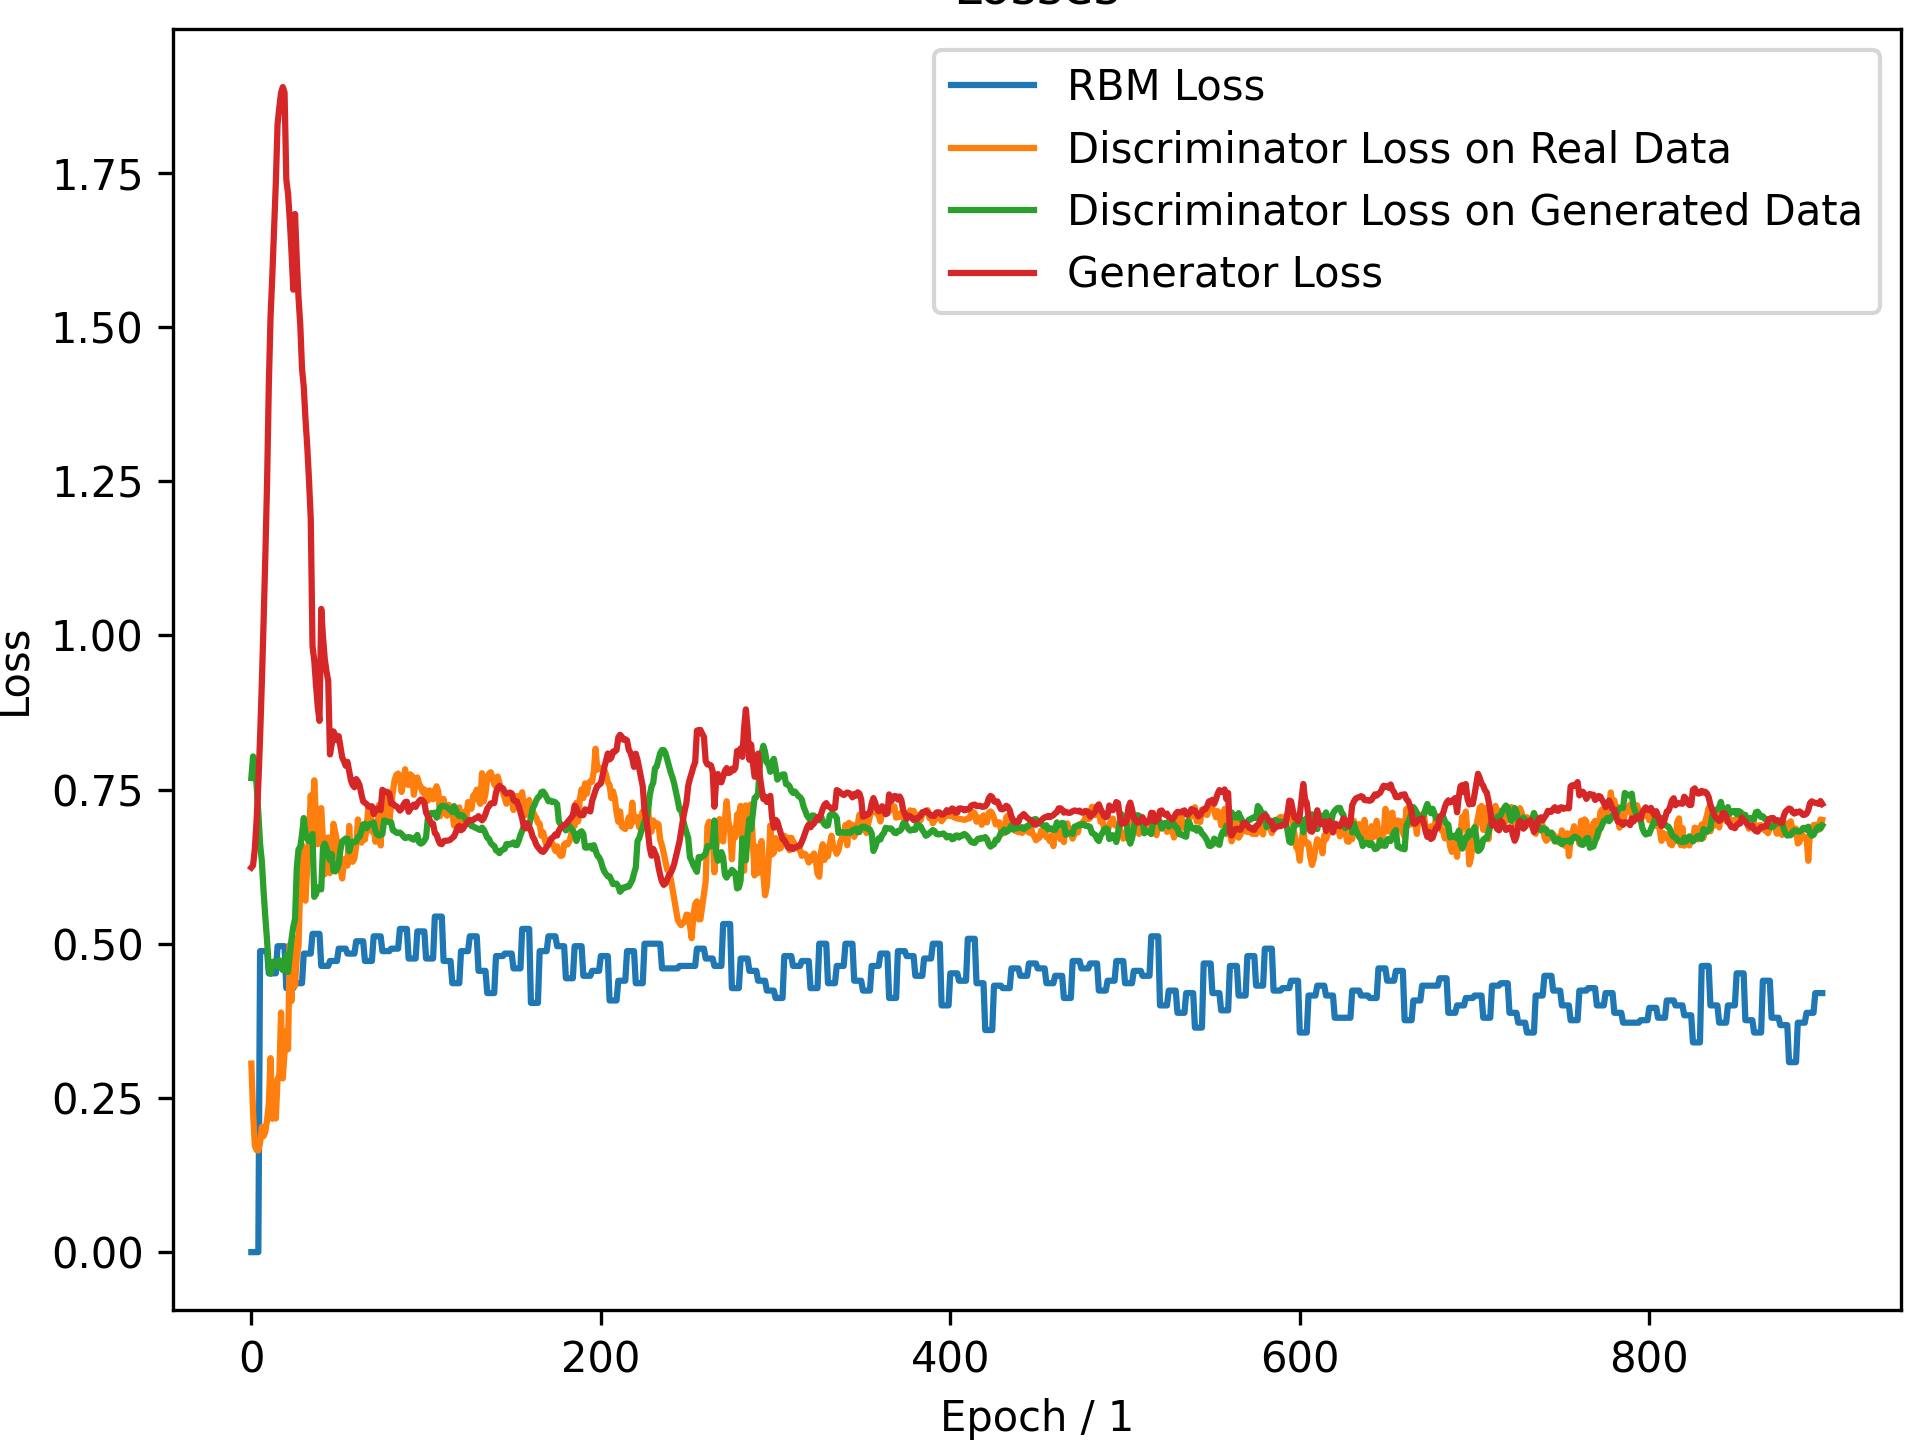 Losses
RBM Loss
Discriminator Loss on Real Data
Discriminator Loss on Generated Data
Generator Loss
1.75
1.50
1.25
1.00
0.75
0.50
0.25
0.00
Loss
0 200 400 600 800
Epoch / 1